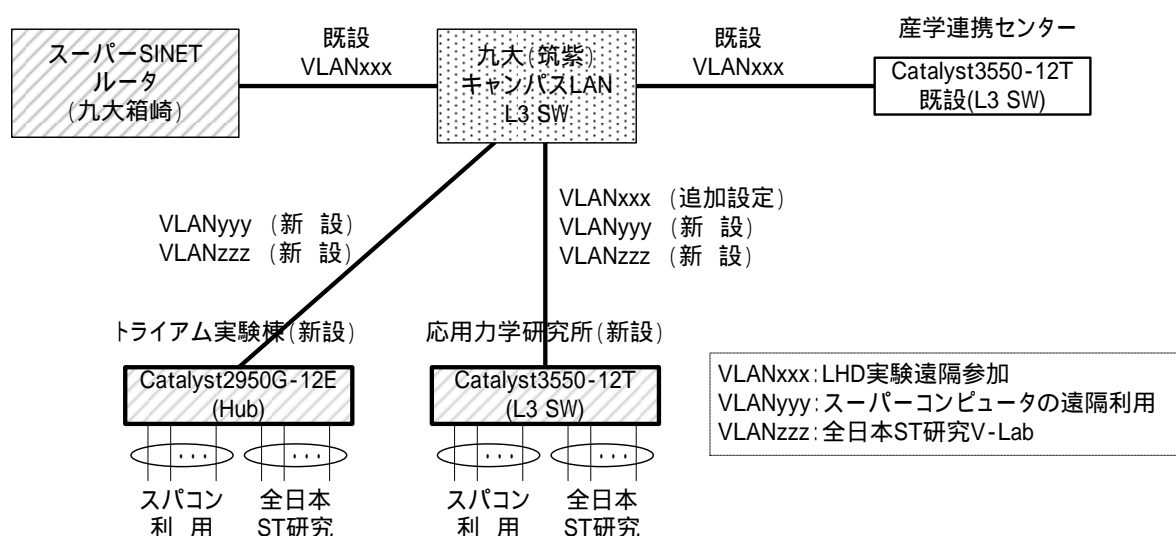 スーパーSINET
ルータ
(九大箱崎)
既設
VLANxxx
九大(筑紫)
キャンパスLAN
L3 SW
既設
VLANxxx
産学連携センター
Catalyst3550-12T
既設(L3 SW)
VLANyyy (新 設)
VLANzzz (新 設)
VLANxxx (追加設定)
VLANyyy (新 設)
VLANzzz (新 設)
トライアム実験棟(新設)
Catalyst2950G-12E
(Hub)
・・・
・・・
スパコン
利 用
全日本
ST研究
応用力学研究所(新設)
Catalyst3550-12T
(L3 SW)
・・・
・・・
スパコン
利 用
全日本
ST研究
VLANxxx:LHD実験遠隔参加
VLANyyy:スーパーコンピュータの遠隔利用
VLANzzz:全日本ST研究V-Lab